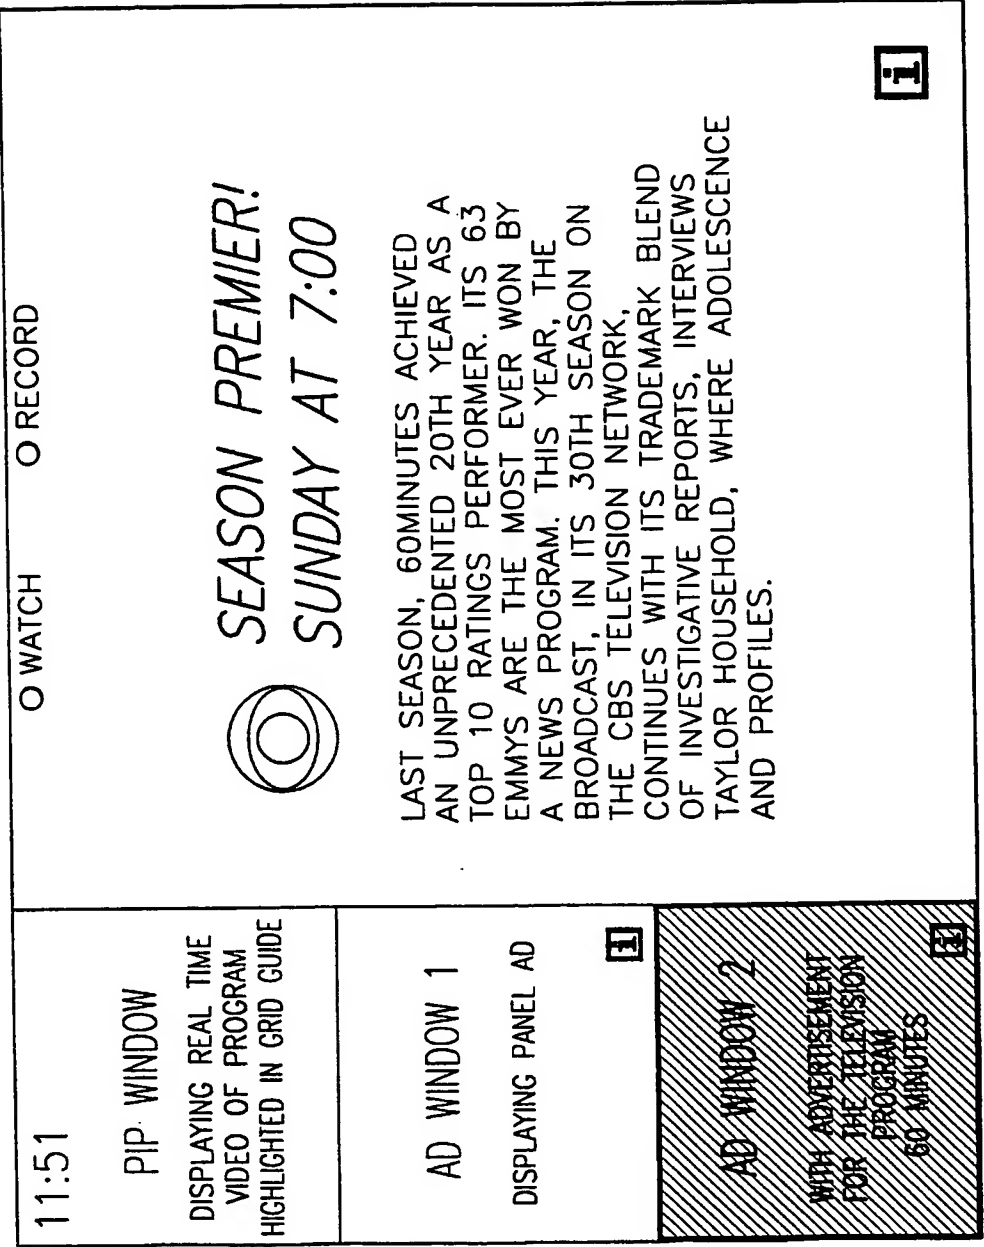 11:51
PIP WINDOW
DISPLAYING REAL TIME
VIDEO OF PROGRAM
HIGHLIGHTED IN GRID GUIDE
AD WINDOW 1
DISPLAYING PANEL AD
i
AD WINDOW 2
WITH ADVERTISEMENT
FOR THE TELEVISION
PROGRAM
60 MINUTES
i
O WATCH O RECORD
SEASON PREMIER!
SUNDAY AT 7:00
LAST SEASON, 60MINUTES ACHIEVED
AN UNPRECEDENTED 20TH YEAR AS A
TOP 10 RATINGS PERFORMER. ITS 63
EMMYS ARE THE MOST EVER WON BY
A NEWS PROGRAM. THIS YEAR, THE
BROADCAST, IN ITS 30TH SEASON ON
THE CBS TELEVISION NETWORK,
CONTINUES WITH ITS TRADEMARK BLEND
OF INVESTIGATIVE REPORTS, INTERVIEWS
TAYLOR HOUSEHOLD, WHERE ADOLESCENCE
AND PROFILES.
i